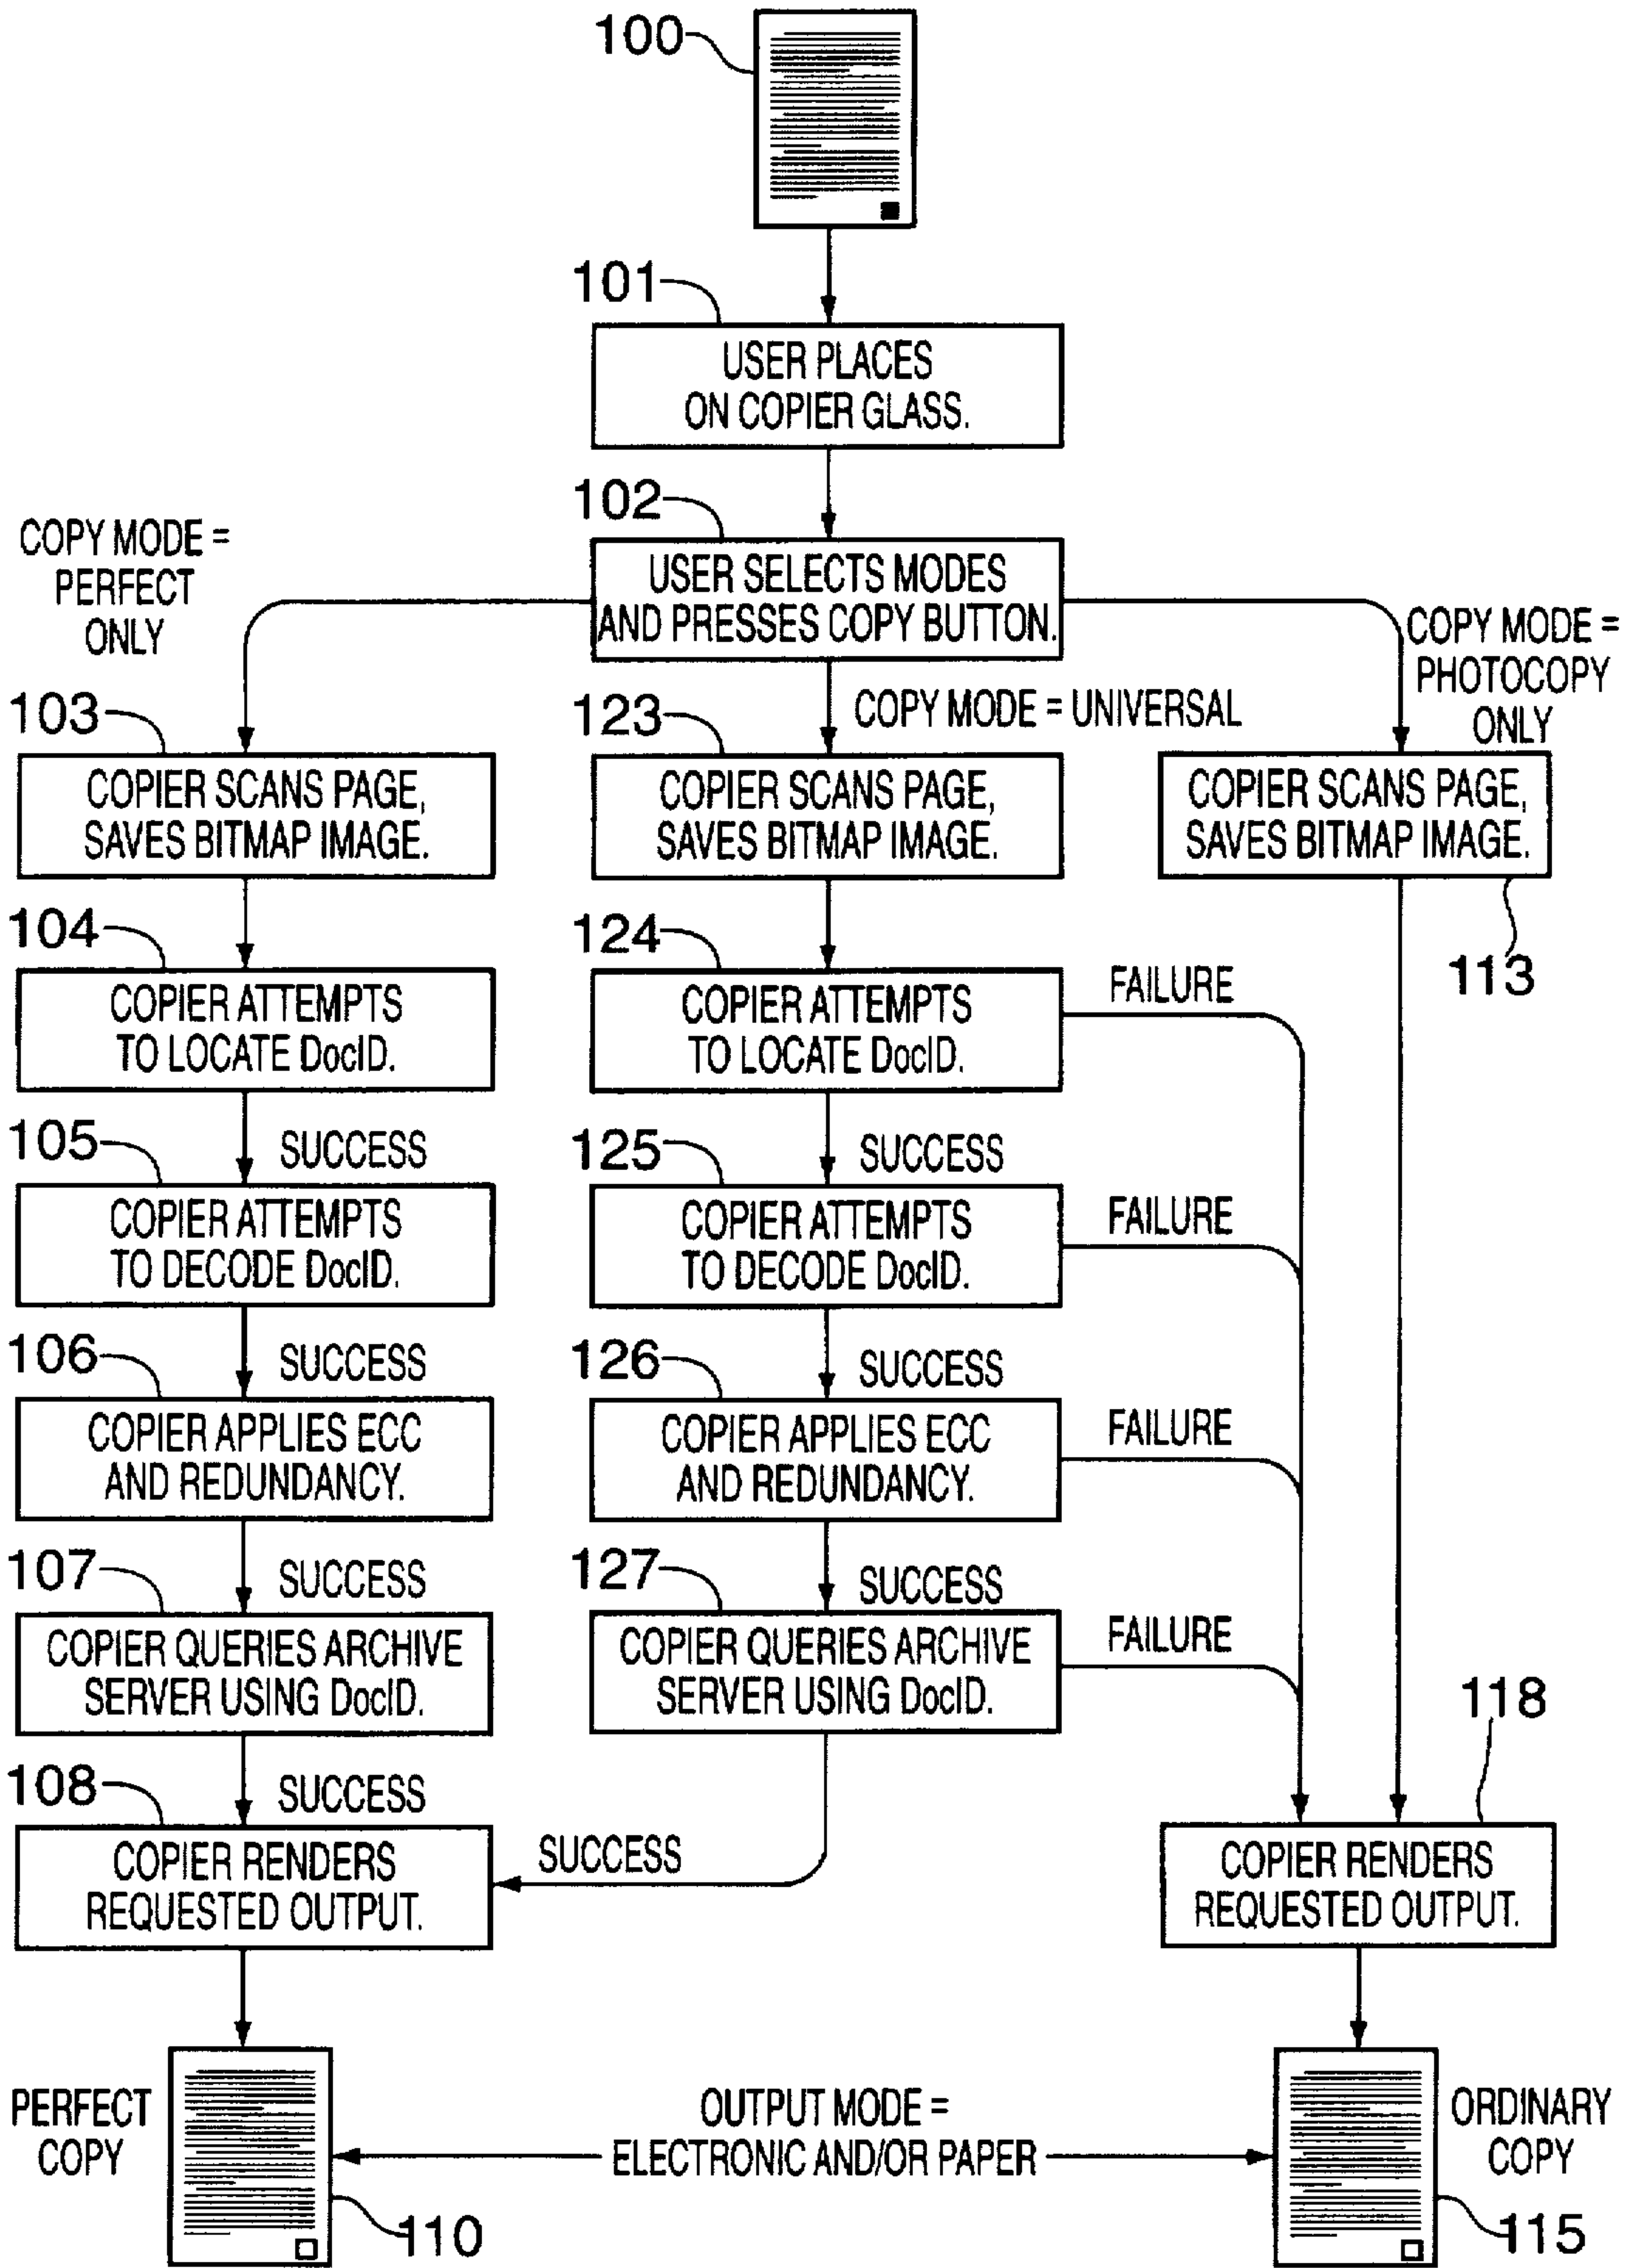 100
101
USER PLACES
ON COPIER GLASS.
102
USER SELECTS MODES
AND PRESSES COPY BUTTON.
COPY MODE =
PERFECT
ONLY
COPY MODE = UNIVERSAL
COPY MODE =
PHOTOCOPY
ONLY
103
COPIER SCANS PAGE,
SAVES BITMAP IMAGE.
123
COPIER SCANS PAGE,
SAVES BITMAP IMAGE.
COPIER SCANS PAGE,
SAVES BITMAP IMAGE.
113
104
COPIER ATTEMPTS
TO LOCATE DocID.
124
COPIER ATTEMPTS
TO LOCATE DocID.
FAILURE
SUCCESS
SUCCESS
105
COPIER ATTEMPTS
TO DECODE DocID.
125
COPIER ATTEMPTS
TO DECODE DocID.
FAILURE
SUCCESS
SUCCESS
106
COPIER APPLIES ECC
AND REDUNDANCY.
126
COPIER APPLIES ECC
AND REDUNDANCY.
FAILURE
SUCCESS
SUCCESS
107
COPIER QUERIES ARCHIVE
SERVER USING DocID.
127
COPIER QUERIES ARCHIVE
SERVER USING DocID.
FAILURE
SUCCESS
SUCCESS
108
COPIER RENDERS
REQUESTED OUTPUT.
118
COPIER RENDERS
REQUESTED OUTPUT.
PERFECT
COPY
110
OUTPUT MODE =
ELECTRONIC AND/OR PAPER
ORDINARY
COPY
115